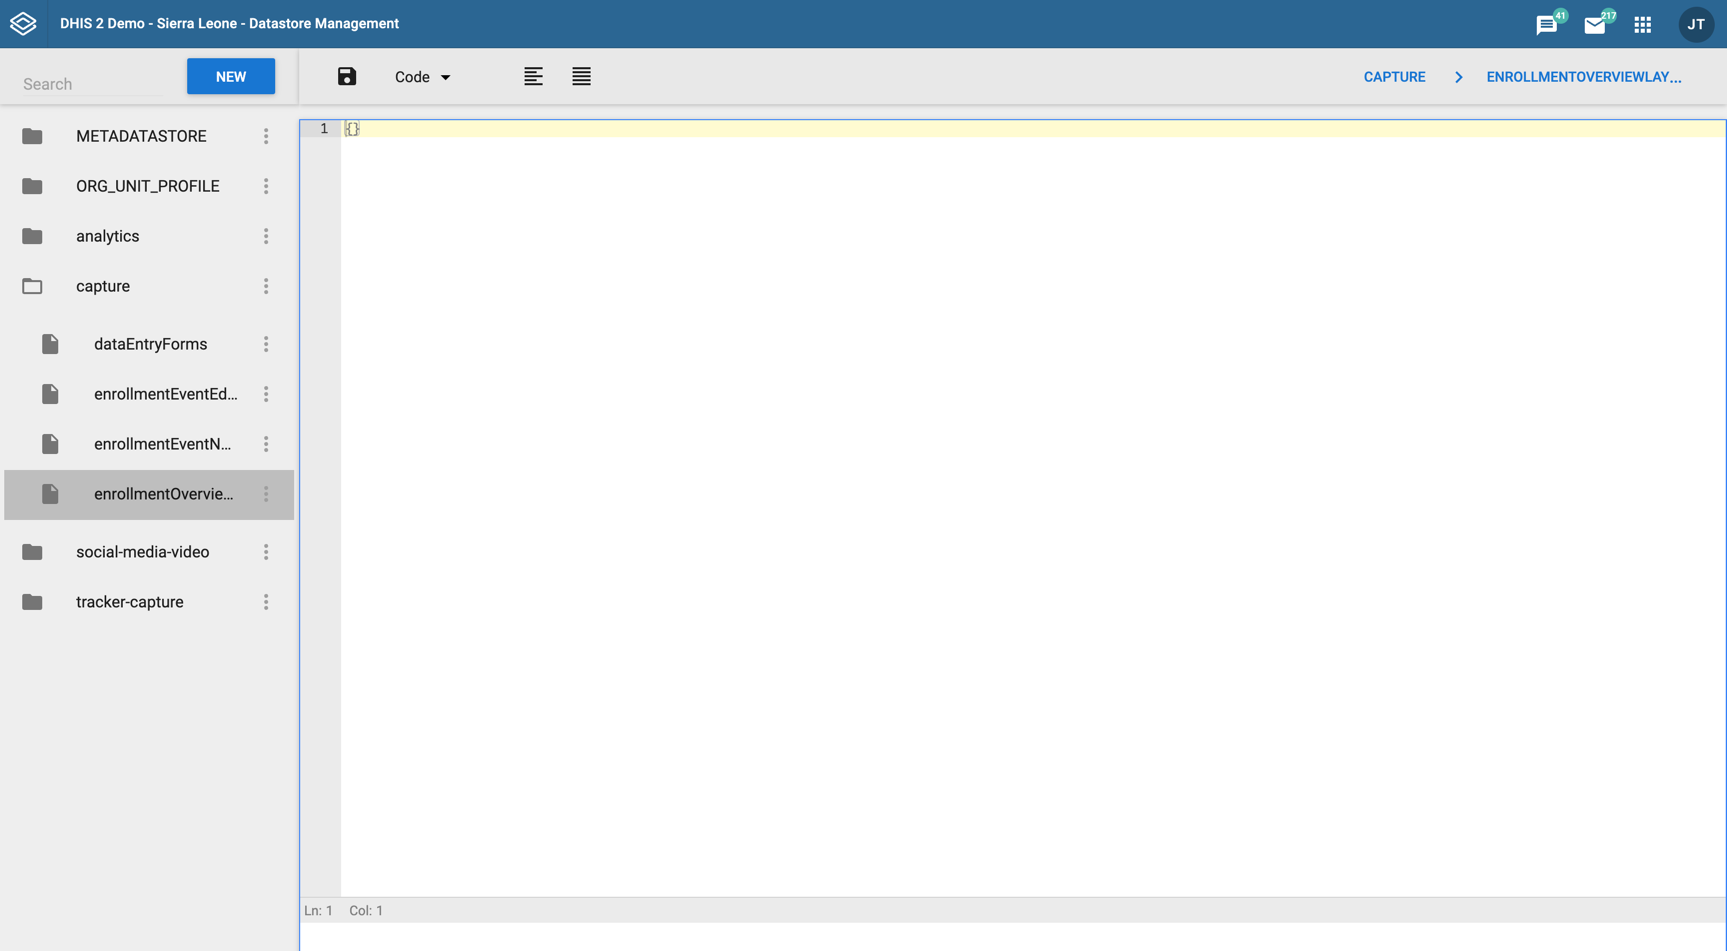 DHIS 2 Demo - Sierra Leone - Datastore Management
41
217
JT
Search
NEW
Code
CAPTURE
ENROLLMENTOVERVIEWLAY...
METADATASTORE
ORG_UNIT_PROFILE
analytics
capture
dataEntryForms
enrollmentEventEd...
enrollmentEventN...
enrollmentOvervie...
social-media-video
tracker-capture
1 {}
Ln: 1 Col: 1